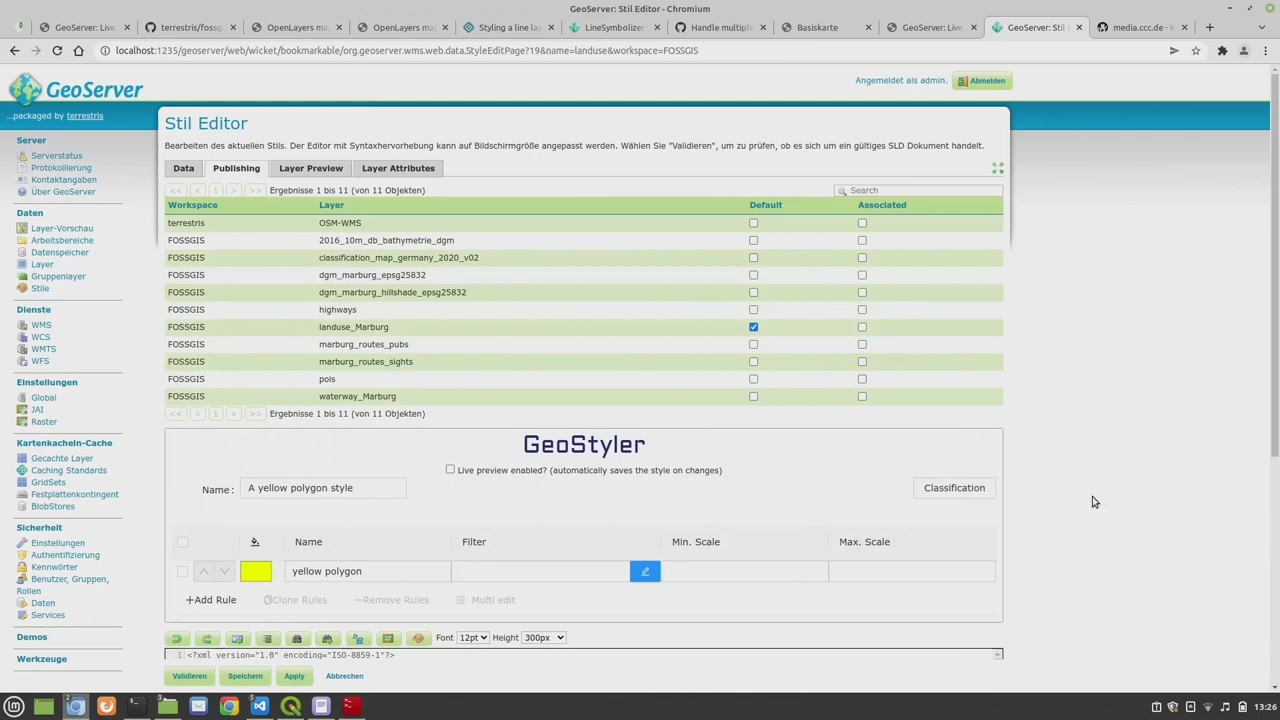 GeoServer: Stil Editor - Chromium
GeoServer: Live
terrestris/fossg
OpenLayers ma
OpenLayers ma
Styling a line la
LineSymbolizer
Handle multiple
Basiskarte
GeoServer: Live
GeoServer: Stil
media.ccc.de -
localhost:1235/geoserver/web/wicket/bookmarkable/org.geoserver.wms.web.data.StyleEditPage?19&name=landuse&workspace=FOSSGIS
GeoServer
Angemeldet als admin.
Abmelden
...packaged by terrestris
Server
Serverstatus
Protokollierung
Kontaktangaben
Über GeoServer
Daten
Layer-Vorschau
Arbeitsbereiche
Datenspeicher
Layer
Gruppenlayer
Stile
Dienste
WMS
WCS
WMTS
WFS
Einstellungen
Global
JAI
Raster
Kartenkacheln-Cache
Gecachte Layer
Caching Standards
GridSets
Festplattenkontingent
BlobStores
Sicherheit
Einstellungen
Authentifizierung
Kennwörter
Benutzer, Gruppen,
Rollen
Daten
Services
Demos
Werkzeuge
Stil Editor
Bearbeiten des aktuellen Stils. Der Editor mit Syntaxhervorhebung kann auf Bildschirmgröße angepasst werden. Wählen Sie "Validieren", um zu prüfen, ob es sich um ein gültiges SLD Dokument handelt.
Data
Publishing
Layer Preview
Layer Attributes
<< < 1 > >> Ergebnisse 1 bis 11 (von 11 Objekten)
Search
Workspace Layer Default Associated
terrestris OSM-WMS
FOSSGIS 2016_10m_db_bathymetrie_dgm
FOSSGIS classification_map_germany_2020_v02
FOSSGIS dgm_marburg_epsg25832
FOSSGIS dgm_marburg_hillshade_epsg25832
FOSSGIS highways
FOSSGIS landuse_Marburg
FOSSGIS marburg_routes_pubs
FOSSGIS marburg_routes_sights
FOSSGIS pois
FOSSGIS waterway_Marburg
<< < 1 > >> Ergebnisse 1 bis 11 (von 11 Objekten)
GeoStyler
Live preview enabled? (automatically saves the style on changes)
Name: A yellow polygon style
Classification
Name Filter Min. Scale Max. Scale
yellow polygon
+Add Rule
Clone Rules
Remove Rules
Multi edit
Font 12pt Height 300px
1 <?xml version="1.0" encoding="ISO-8859-1"?>
Validieren
Speichern
Apply
Abbrechen
13:26